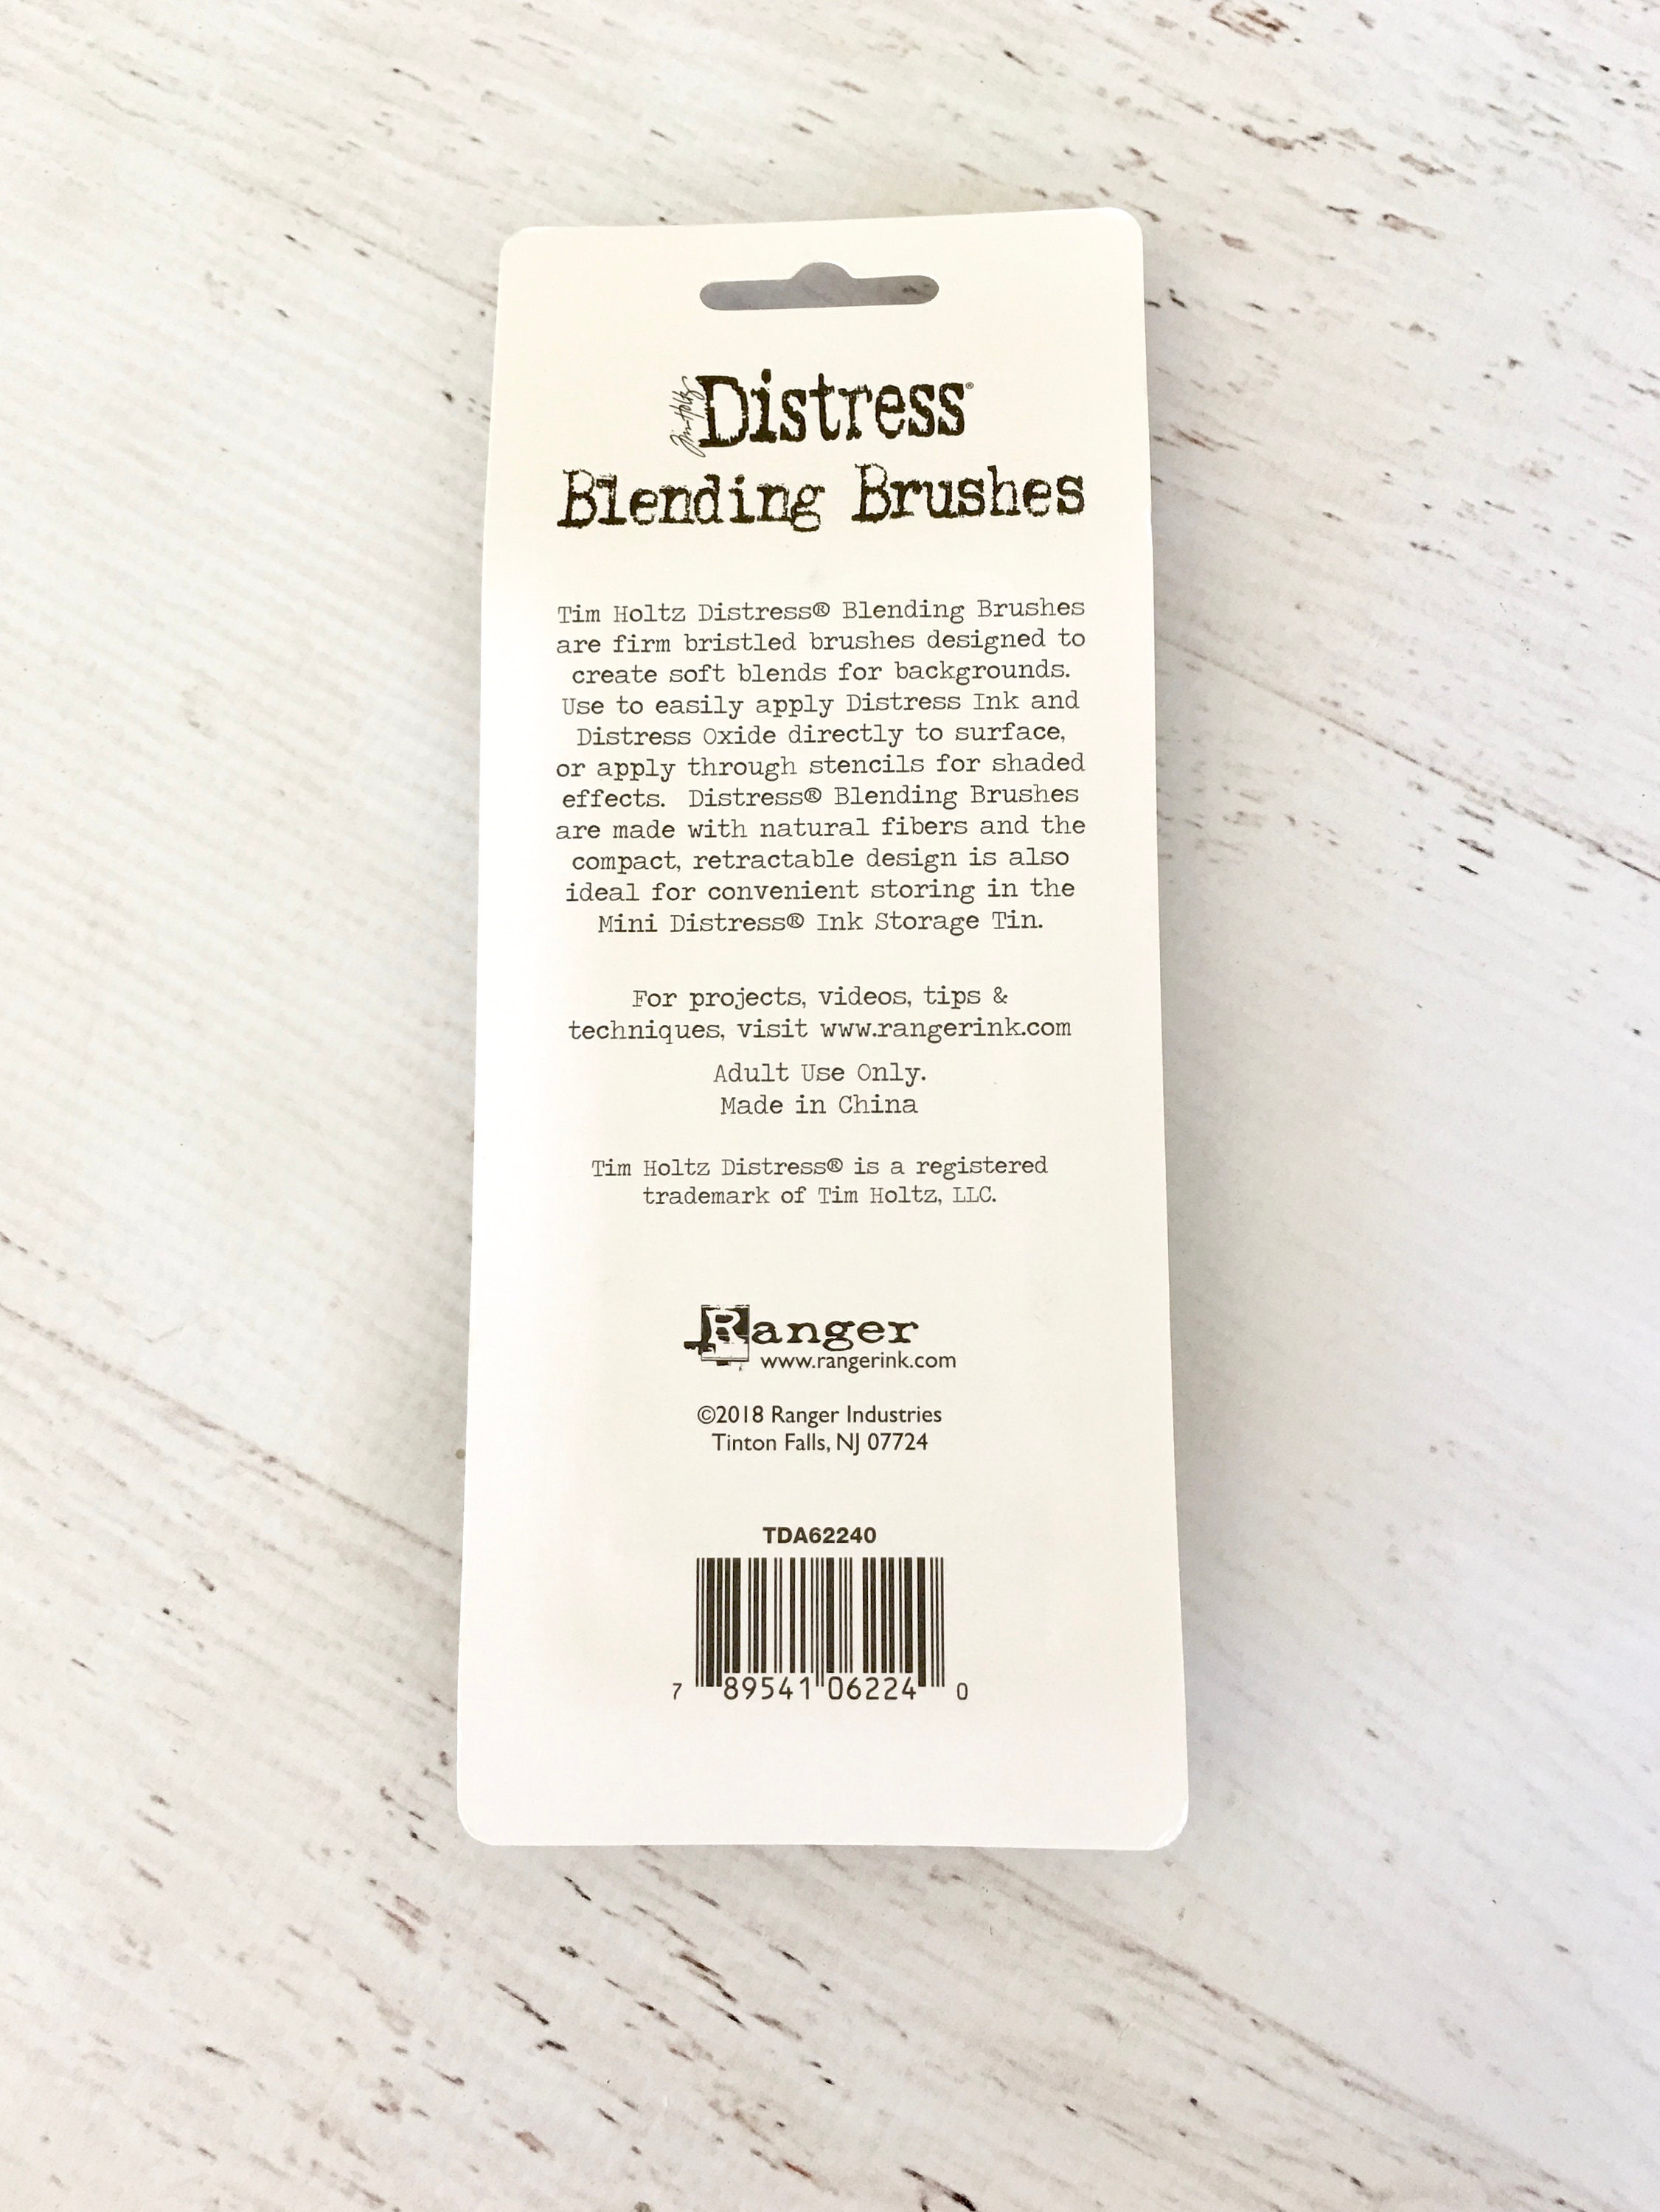 Tim Holtz Distress®
Blending Brushes
Tim Holtz Distress® Blending Brushes
are firm bristled brushes designed to
create soft blends for backgrounds.
Use to easily apply Distress Ink and
Distress Oxide directly to surface,
or apply through stencils for shaded
effects. Distress® Blending Brushes
are made with natural fibers and the
compact, retractable design is also
ideal for convenient storing in the
Mini Distress® Ink Storage Tin.
For projects, videos, tips &
techniques, visit www.rangerink.com
Adult Use Only.
Made in China
Tim Holtz Distress® is a registered
trademark of Tim Holtz, LLC.
Ranger
www.rangerink.com
©2018 Ranger Industries
Tinton Falls, NJ 07724
TDA62240
7 89541 06224 0